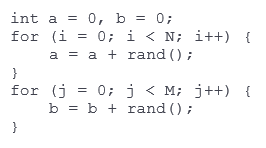 int a = 0, b = 0;
for (i = 0; i < N; i++) {
    a = a + rand();
}
for (j = 0; j < M; j++) {
    b = b + rand();
}